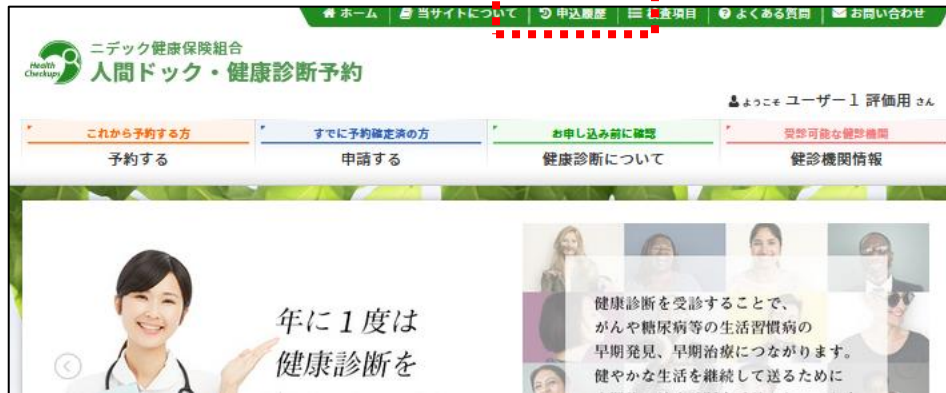 ホーム 当サイトについて 申込履歴 検査項目 よくある質問 お問い合わせ
Health Checkups
ニデック健康保険組合
人間ドック・健康診断予約
ようこそ ユーザー1 評価用 さん
これから予約する方 すでに予約確定済の方 お申し込み前に確認 受診可能な健診機関
予約する 申請する 健康診断について 健診機関情報
年に1度は
健康診断を
健康診断を受診することで、
がんや糖尿病等の生活習慣病の
早期発見、早期治療につながります。
健やかな生活を継続して送るために